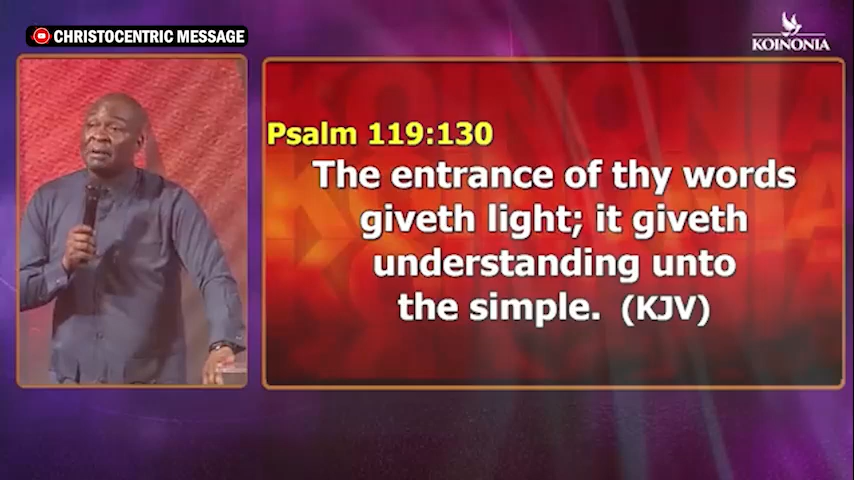 CHRISTOCENTRIC MESSAGE
KOINONIA
Psalm 119:130
The entrance of thy words
giveth light; it giveth
understanding unto
the simple. (KJV)